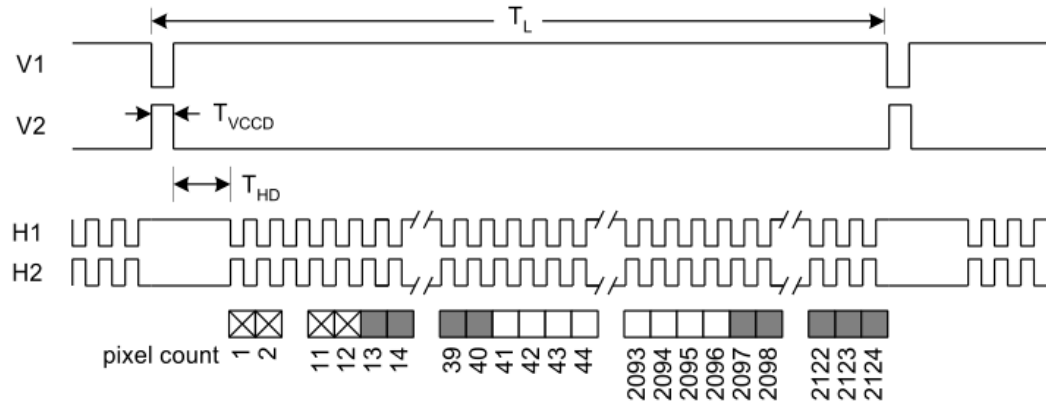 T_L
V1
T_VCCD
V2
T_HD
H1
H2
pixel count 1 2 11 12 13 14 39 40 41 42 43 44 2093 2094 2095 2096 2097 2098 2122 2123 2124